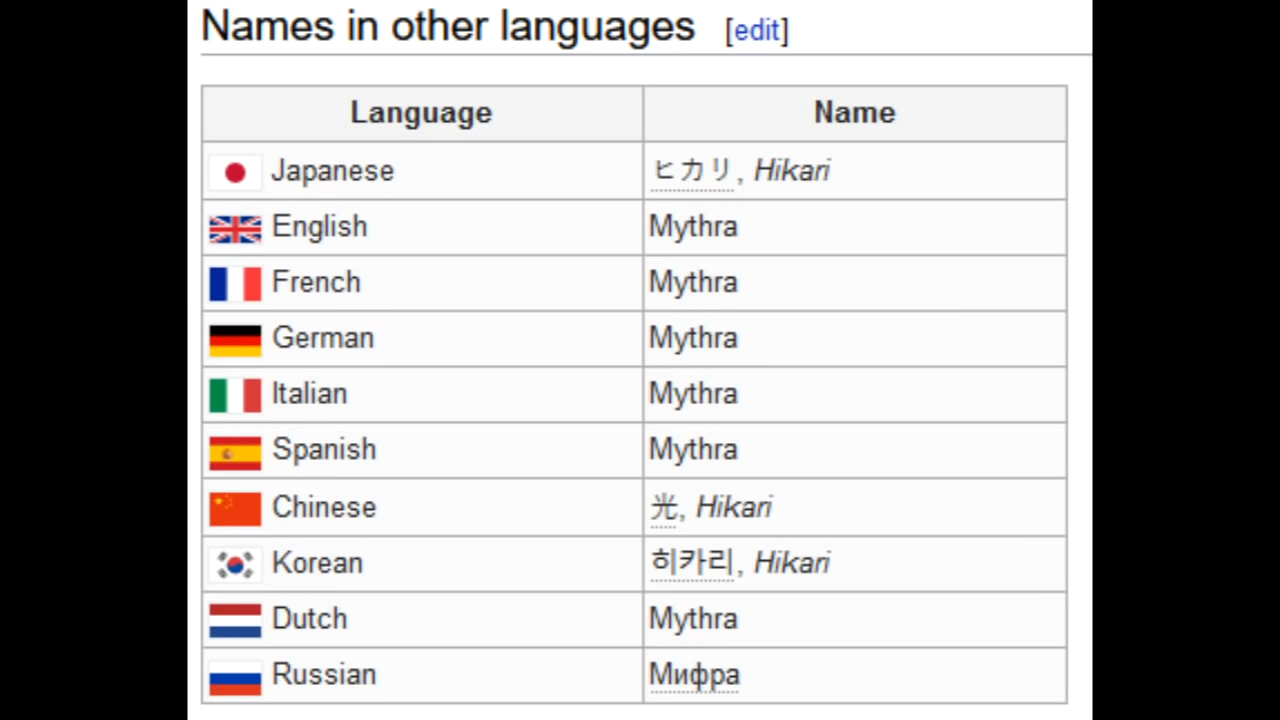 Names in other languages [edit]
Language Name
Japanese ヒカリ, Hikari
English Mythra
French Mythra
German Mythra
Italian Mythra
Spanish Mythra
Chinese 光, Hikari
Korean 히카리, Hikari
Dutch Mythra
Russian Мифра